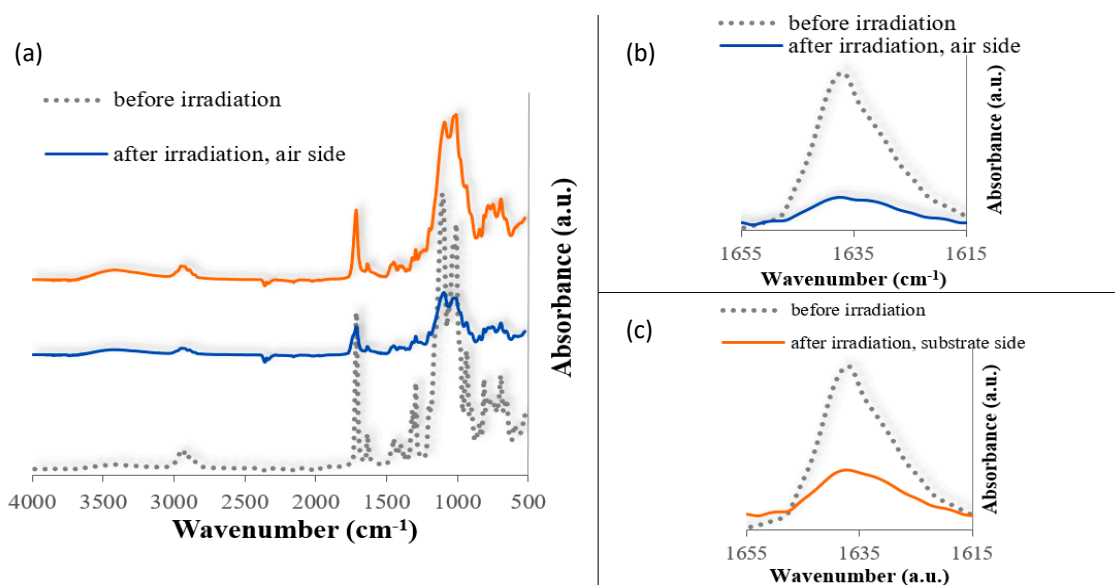 (a)
before irradiation
after irradiation, air side
Absorbance (a.u.)
4000 3500 3000 2500 2000 1500 1000 500
Wavenumber (cm⁻¹)
(b)
before irradiation
after irradiation, air side
Absorbance (a.u.)
1655 1635 1615
Wavenumber (cm⁻¹)
(c)
before irradiation
after irradiation, substrate side
Absorbance (a.u.)
1655 1635 1615
Wavenumber (a.u.)